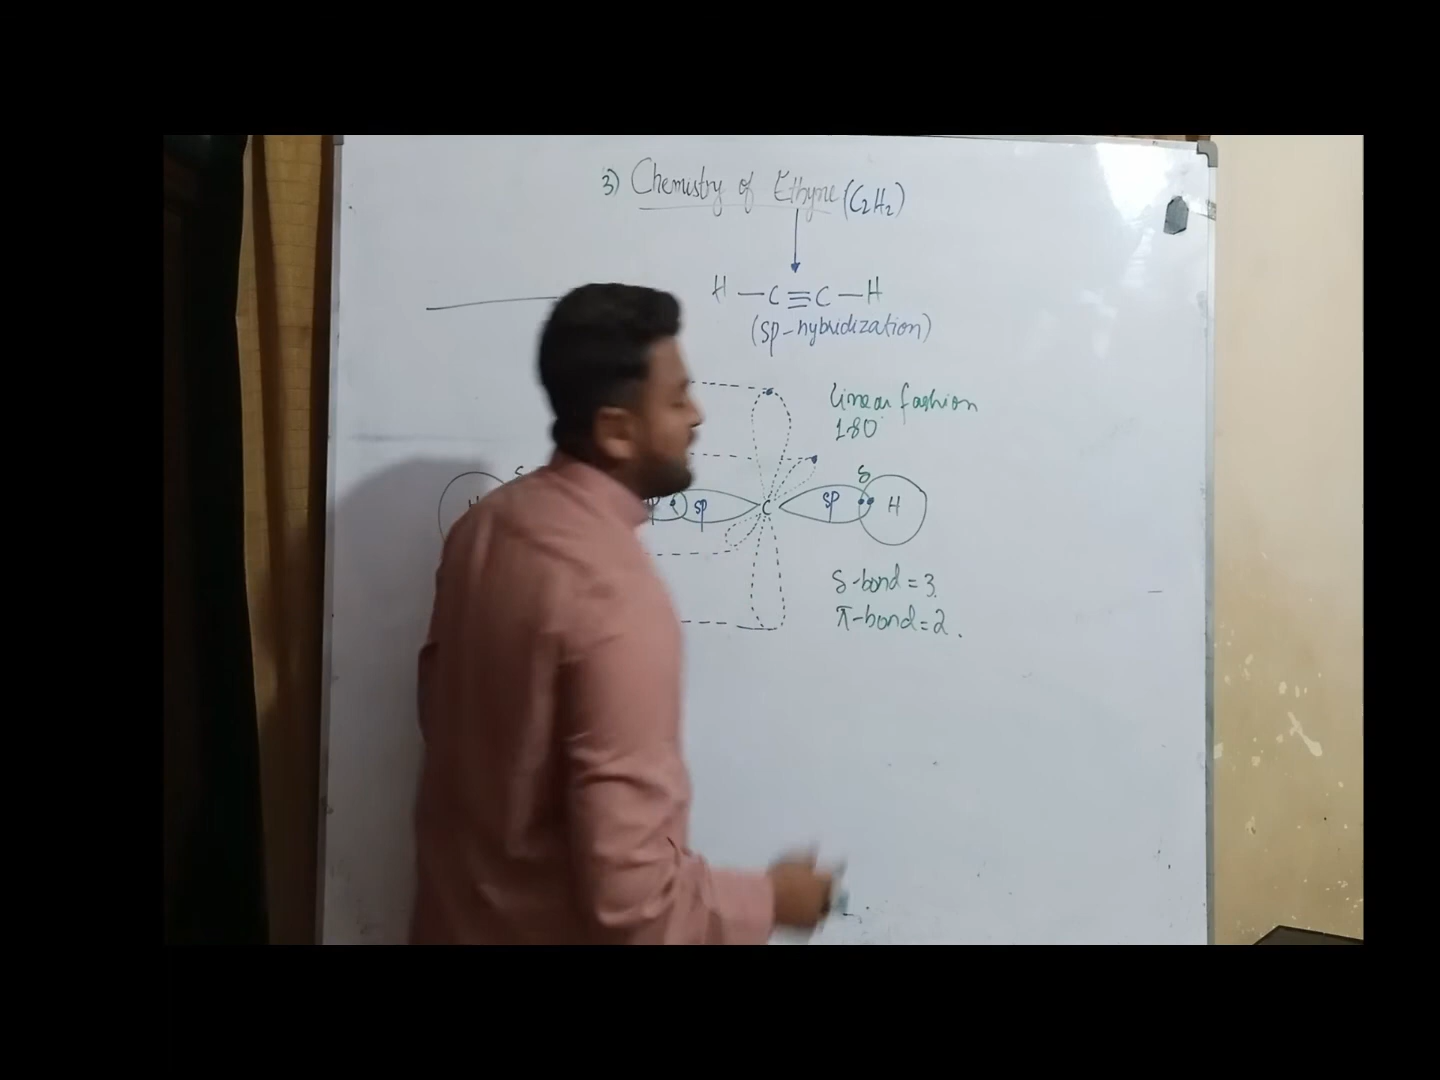 3) Chemistry of Ethyne (C₂H₂)
H — C ≡ C — H
(sp-hybridization)
linear fashion
180
δ δ
H sp C sp H
δ-bond = 3.
π-bond = 2.